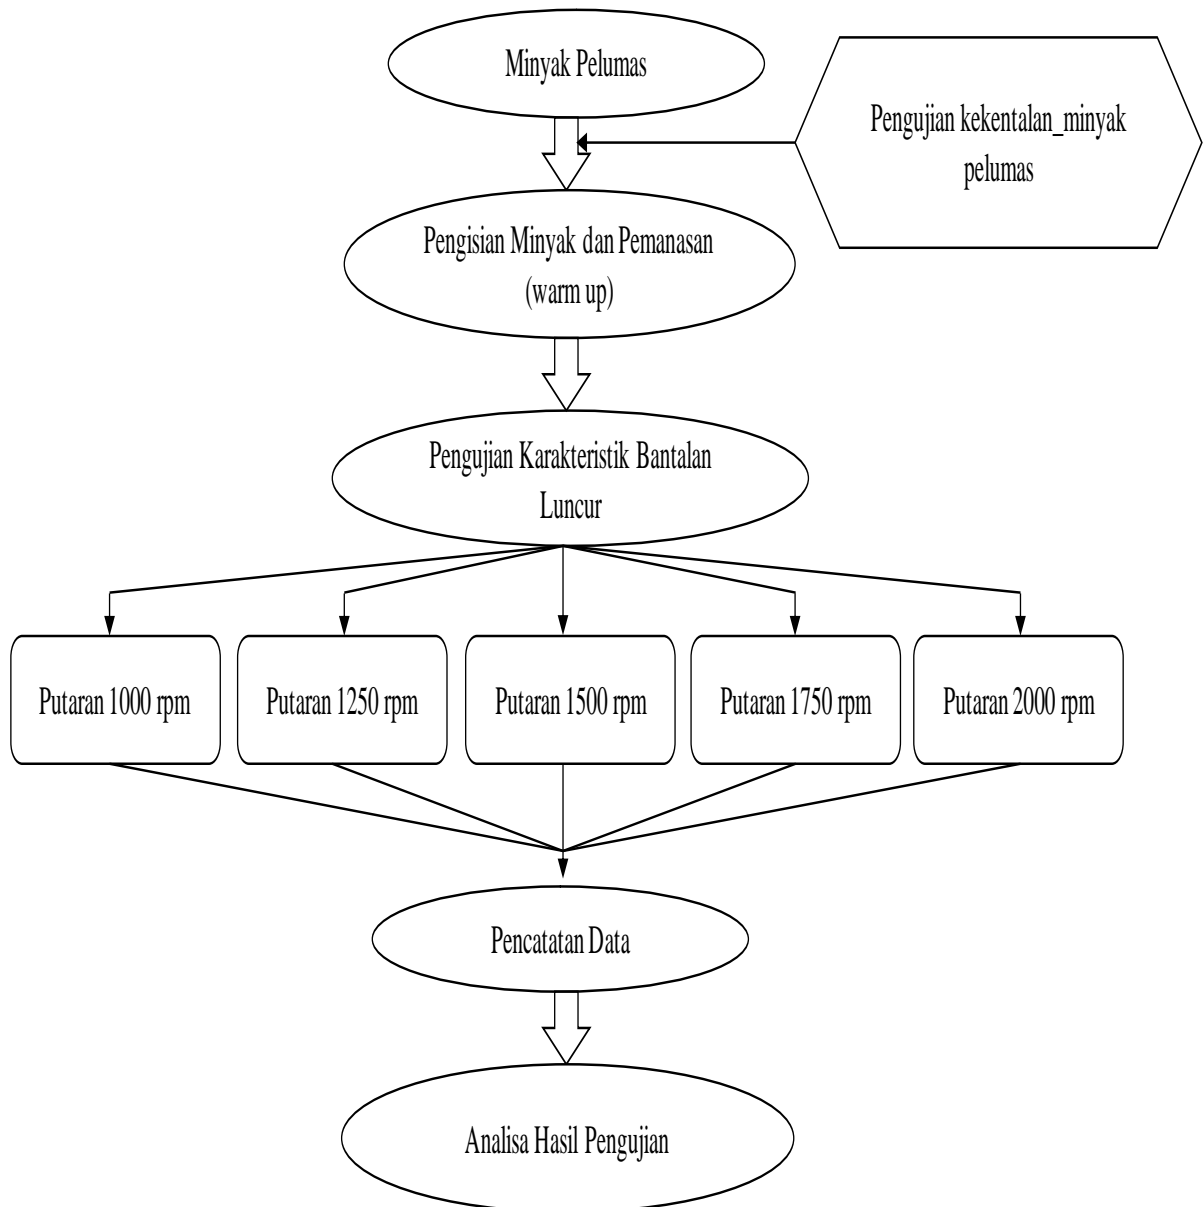 Minyak Pelumas
Pengujian kekentalan_minyak
pelumas
Pengisian Minyak dan Pemanasan
(warm up)
Pengujian Karakteristik Bantalan
Luncur
Putaran 1000 rpm
Putaran 1250 rpm
Putaran 1500 rpm
Putaran 1750 rpm
Putaran 2000 rpm
Pencatatan Data
Analisa Hasil Pengujian